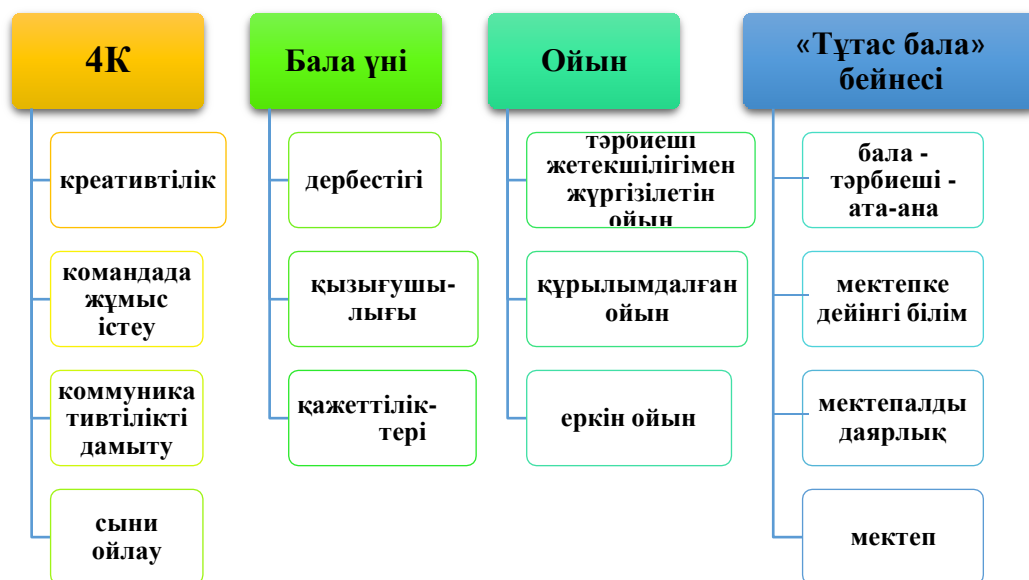 4К
креативтілік
командада
жұмыс
істеу
коммуника
тивтілікті
дамыту
сыни
ойлау
Бала үні
дербестігі
қызығушы-
лығы
қажеттілік-
тері
Ойын
тәрбиеші
жетекшілігімен
жүргізілетін
ойын
құрылымдалған
ойын
еркін ойын
«Тұтас бала»
бейнесі
бала -
тәрбиеші -
ата-ана
мектепке
дейінгі білім
мектепалды
даярлық
мектеп